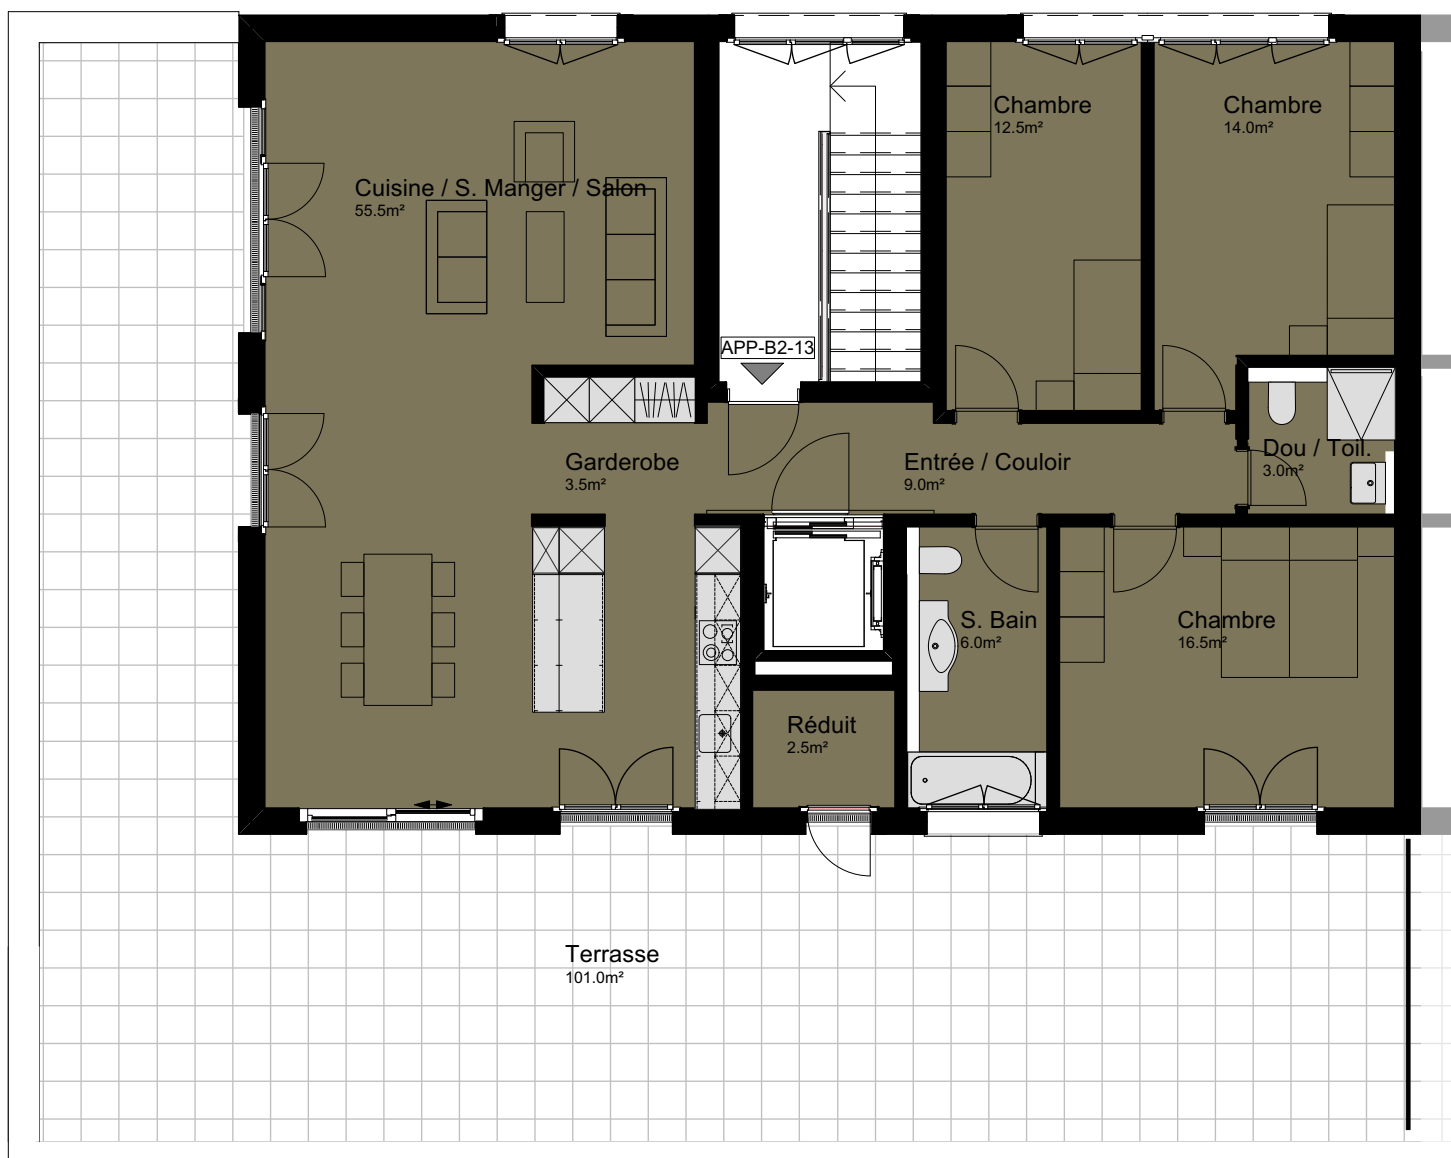 Chambre
12.5m²
Chambre
14.0m²
Cuisine / S. Manger / Salon
55.5m²
APP-B2-13
Garderobe
3.5m²
Entrée / Couloir
9.0m²
Dou / Toil.
3.0m²
S. Bain
6.0m²
Chambre
16.5m²
Réduit
2.5m²
Terrasse
101.0m²